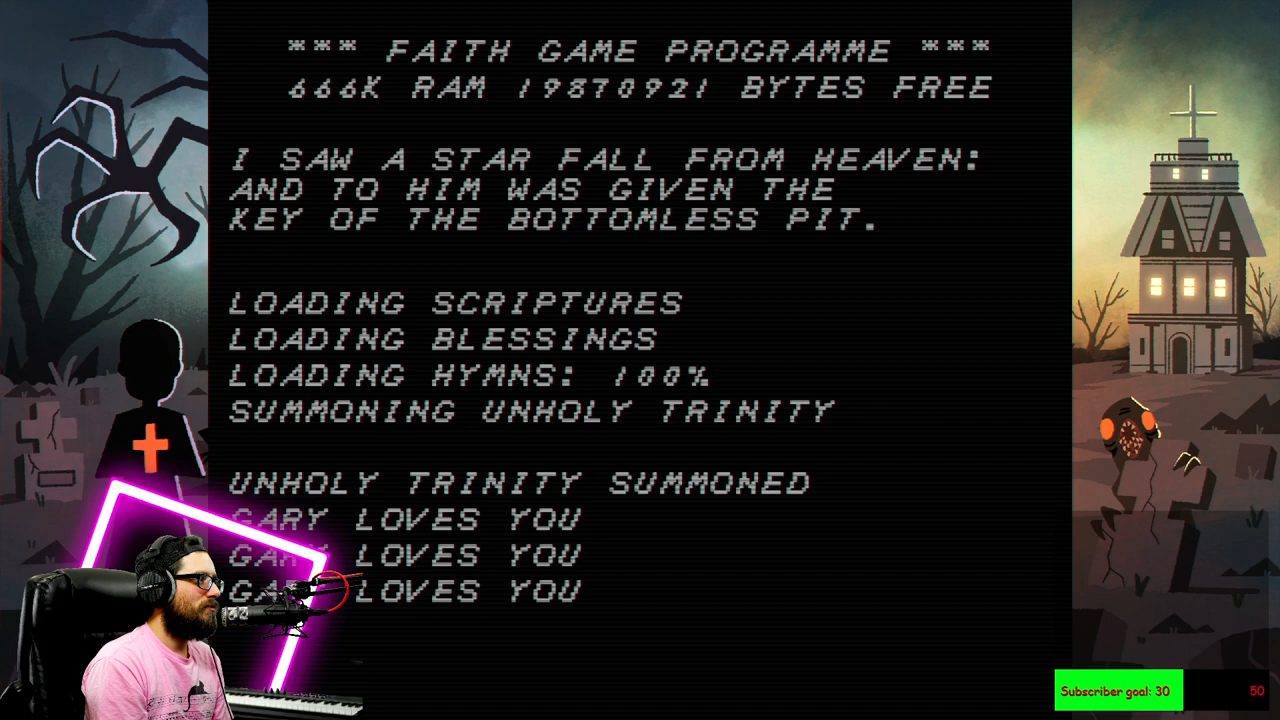 *** FAITH GAME PROGRAMME ***
666K RAM 19870921 BYTES FREE
I SAW A STAR FALL FROM HEAVEN:
AND TO HIM WAS GIVEN THE
KEY OF THE BOTTOMLESS PIT.
LOADING SCRIPTURES
LOADING BLESSINGS
LOADING HYMNS: 100%
SUMMONING UNHOLY TRINITY
UNHOLY TRINITY SUMMONED
GARY LOVES YOU
GARY LOVES YOU
GARY LOVES YOU
Subscriber goal: 30
50